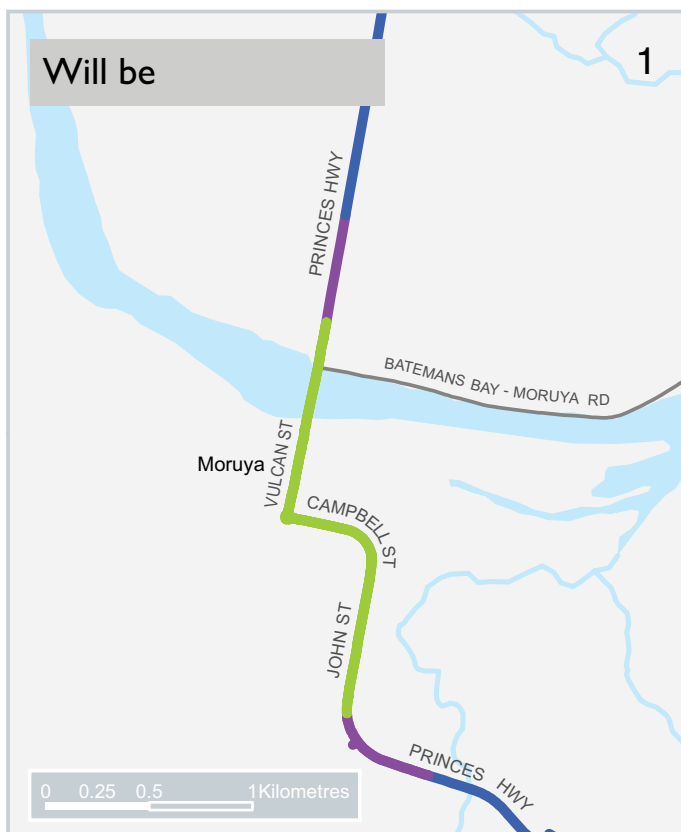 Will be
1
PRINCES HWY
BATEMANS BAY - MORUYA RD
Moruya
VULCAN ST
CAMPBELL ST
JOHN ST
PRINCES HWY
0 0.25 0.5 1Kilometres